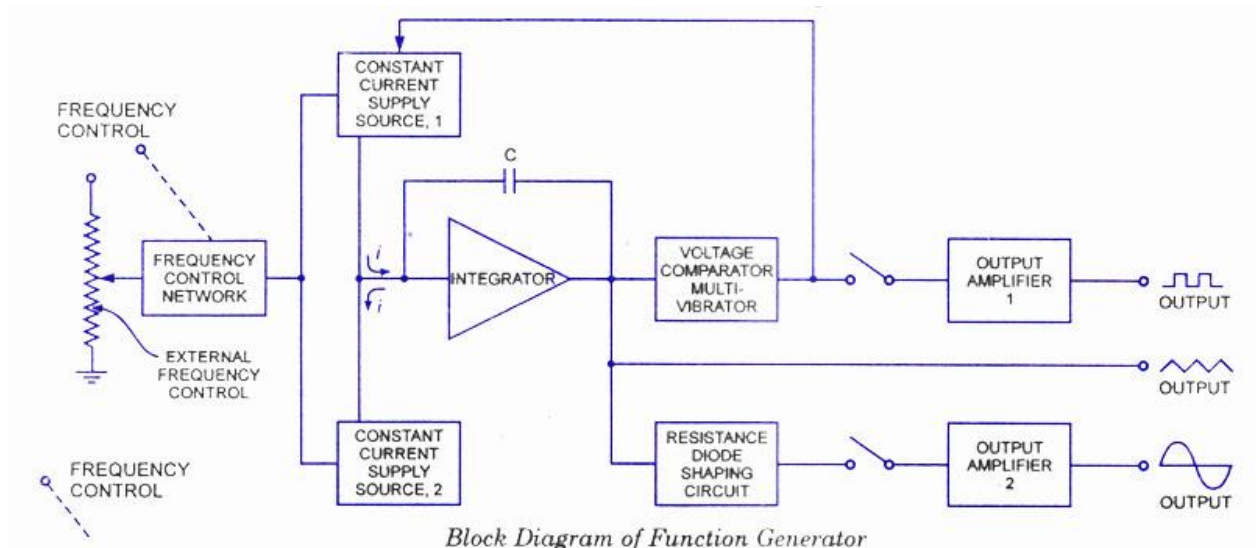 CONSTANT
CURRENT
SUPPLY
SOURCE, 1
FREQUENCY
CONTROL
C
i
i
FREQUENCY
CONTROL
NETWORK
INTEGRATOR
VOLTAGE
COMPARATOR
MULTI-
VIBRATOR
OUTPUT
AMPLIFIER
1
OUTPUT
EXTERNAL
FREQUENCY
CONTROL
OUTPUT
CONSTANT
CURRENT
SUPPLY
SOURCE, 2
RESISTANCE
DIODE
SHAPING
CIRCUIT
OUTPUT
AMPLIFIER
2
OUTPUT
FREQUENCY
CONTROL
Block Diagram of Function Generator